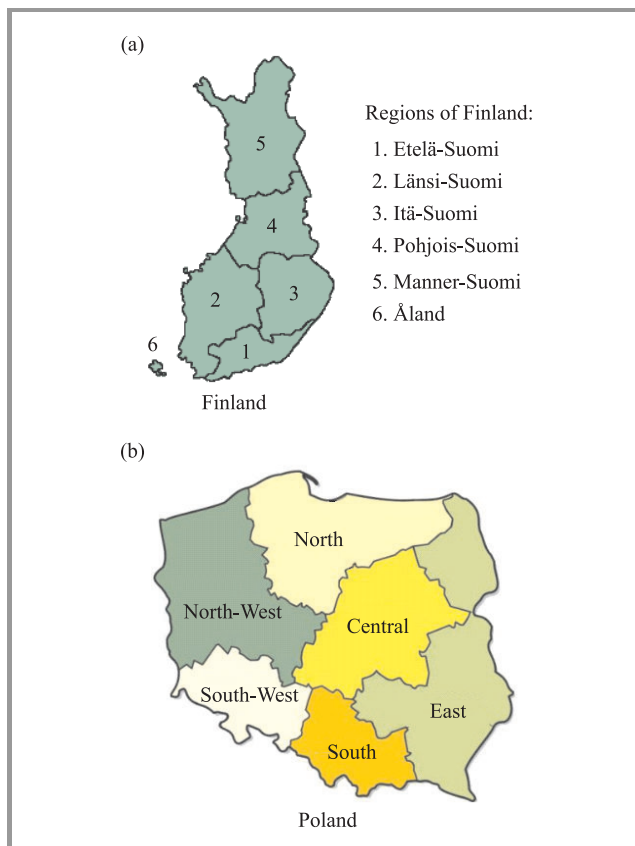 (a)
Regions of Finland:
5
1. Etelä-Suomi
2. Länsi-Suomi
3. Itä-Suomi
4
4. Pohjois-Suomi
5. Manner-Suomi
2
3
6. Åland
6
1
Finland
(b)
North
North-West
Central
South-West
East
South
Poland